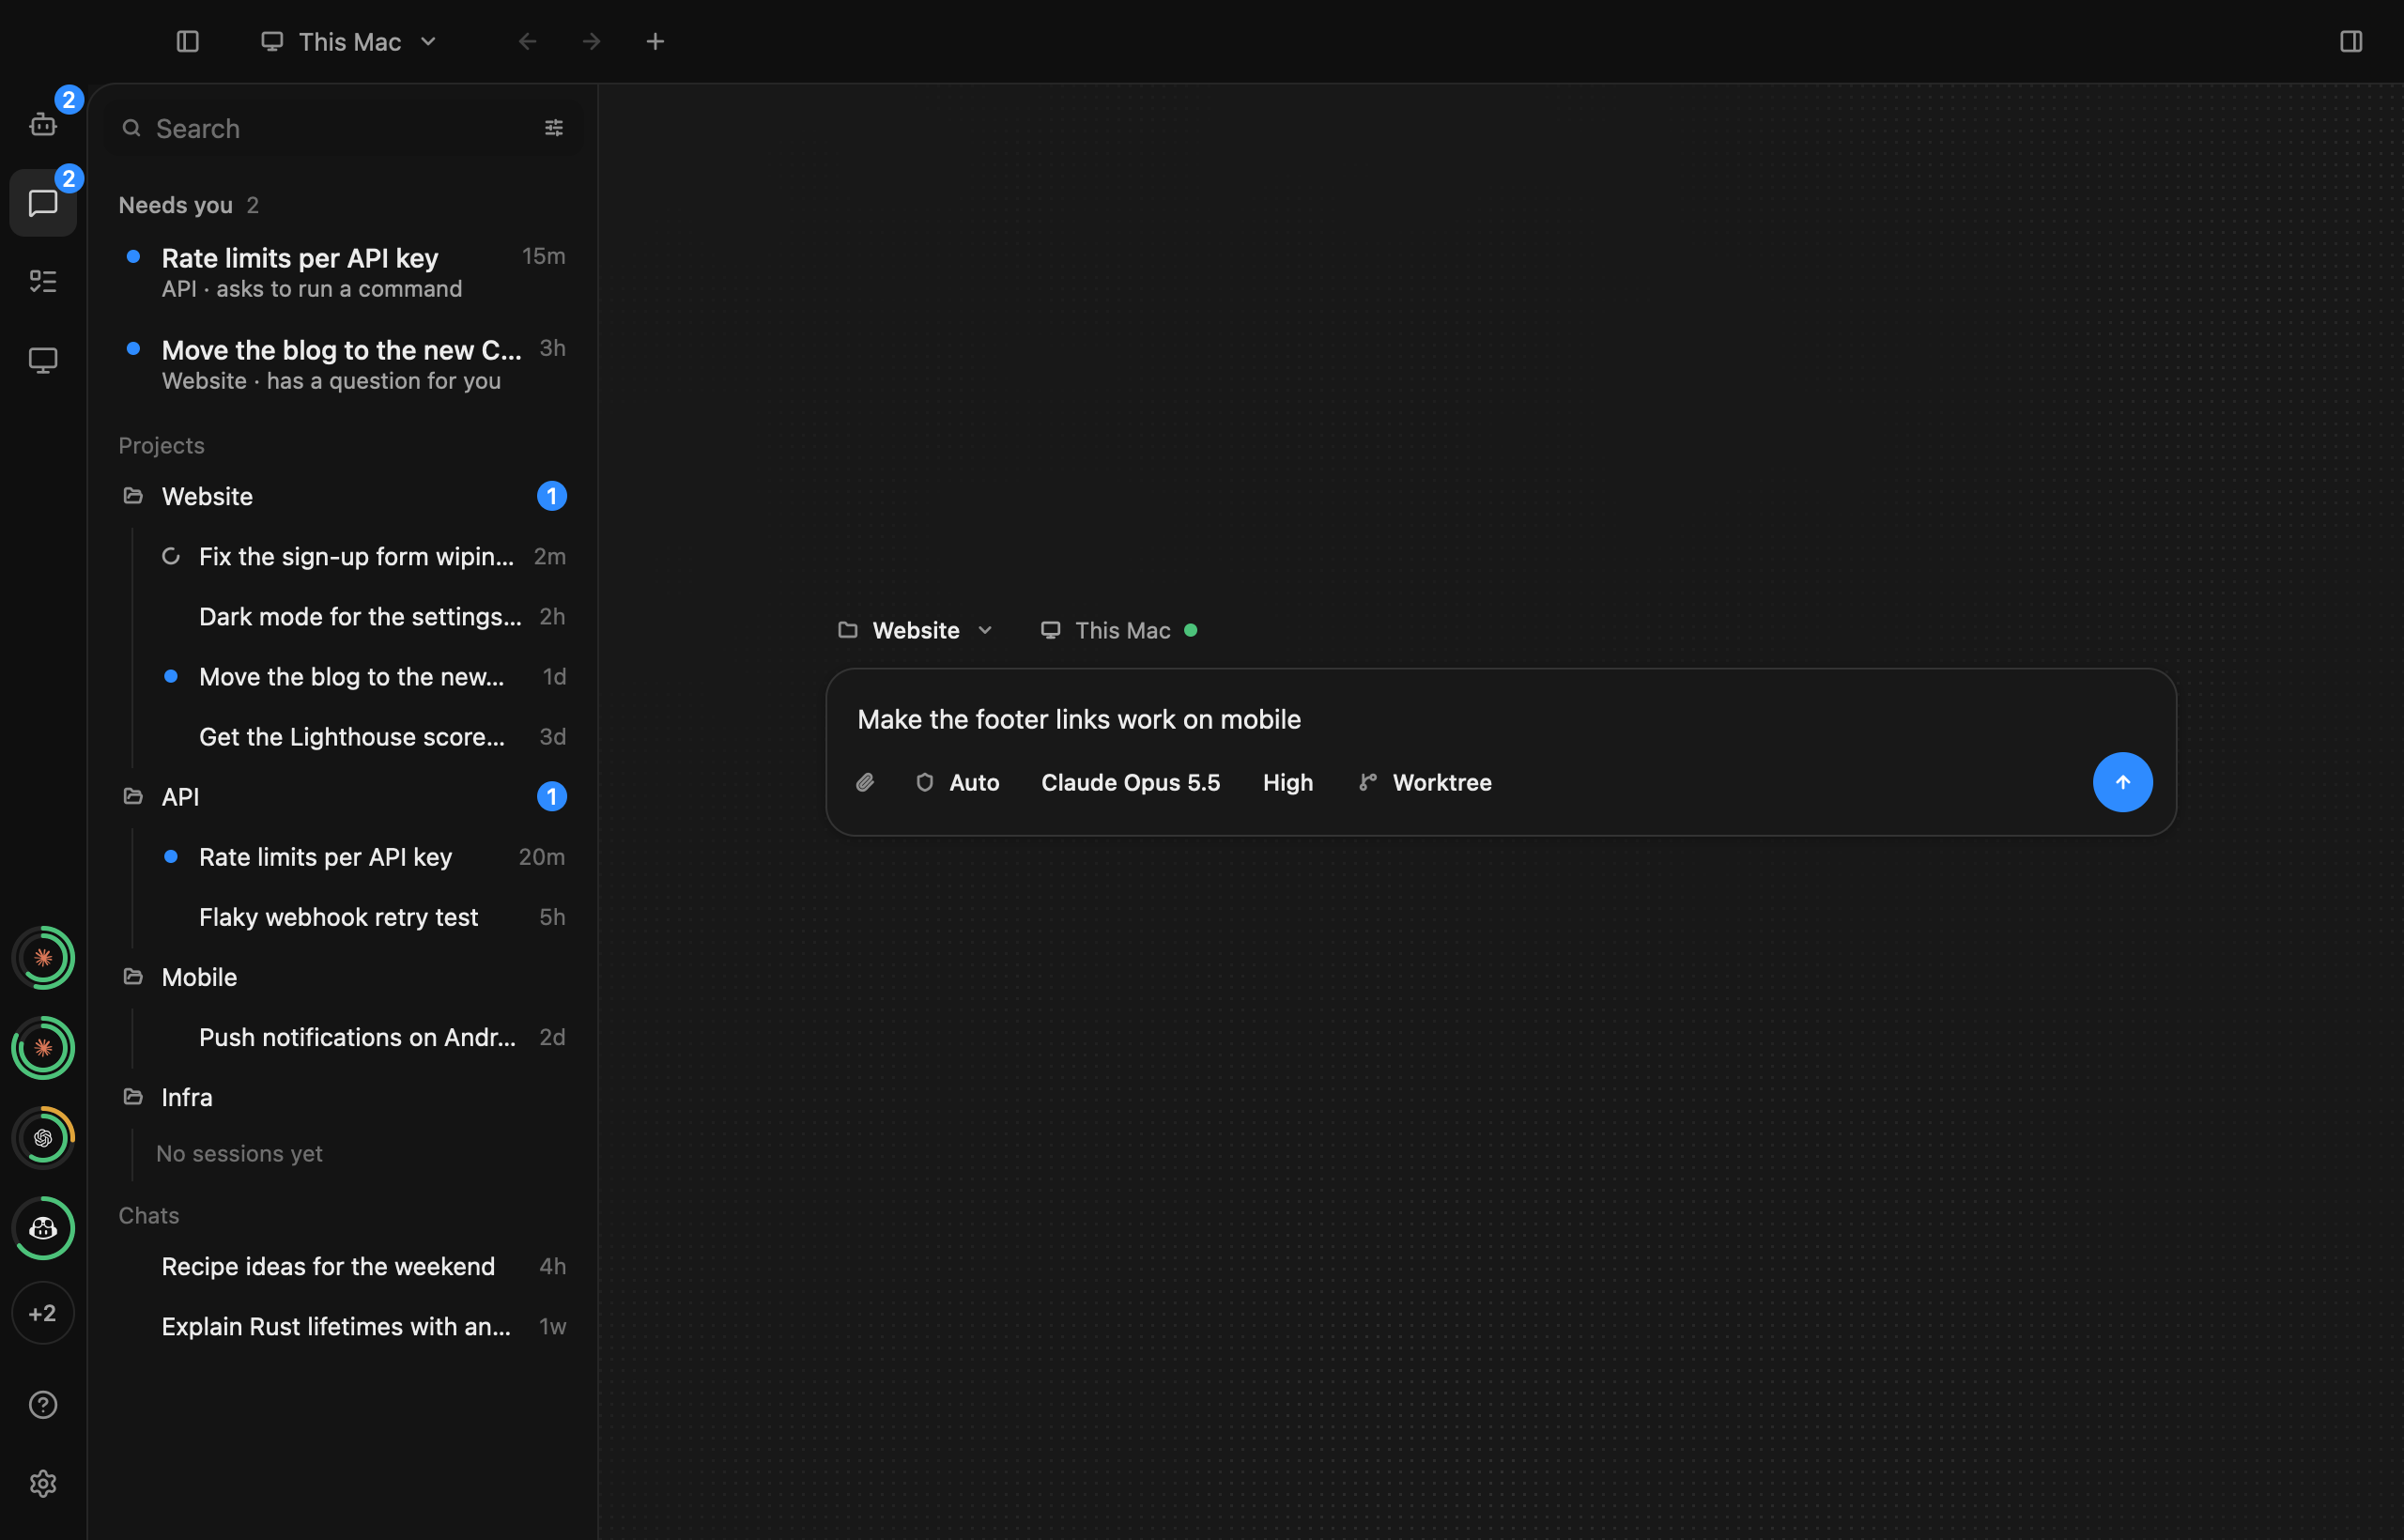 This Mac
2
Search
2
Needs you 2
Rate limits per API key 15m
API · asks to run a command
Move the blog to the new C... 3h
Website · has a question for you
Projects
Website 1
Fix the sign-up form wipin... 2m
Dark mode for the settings... 2h
Move the blog to the new... 1d
Get the Lighthouse score... 3d
API 1
Rate limits per API key 20m
Flaky webhook retry test 5h
Mobile
Push notifications on Andr... 2d
Infra
No sessions yet
Chats
Recipe ideas for the weekend 4h
+2
Explain Rust lifetimes with an... 1w
Website This Mac
Make the footer links work on mobile
Auto Claude Opus 5.5 High Worktree